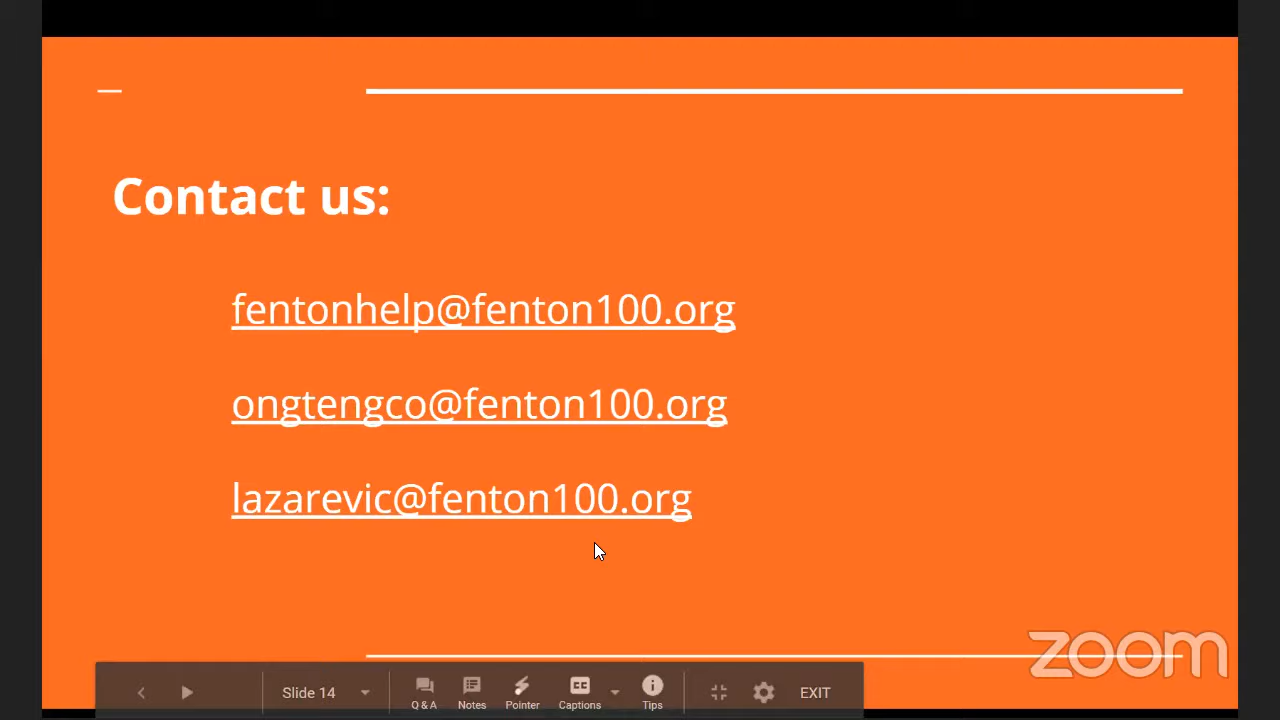 Contact us:
fentonhelp@fenton100.org
ongtengco@fenton100.org
lazarevic@fenton100.org
zoom
Slide 14
Q & A
Notes
Pointer
CC
Captions
Tips
EXIT